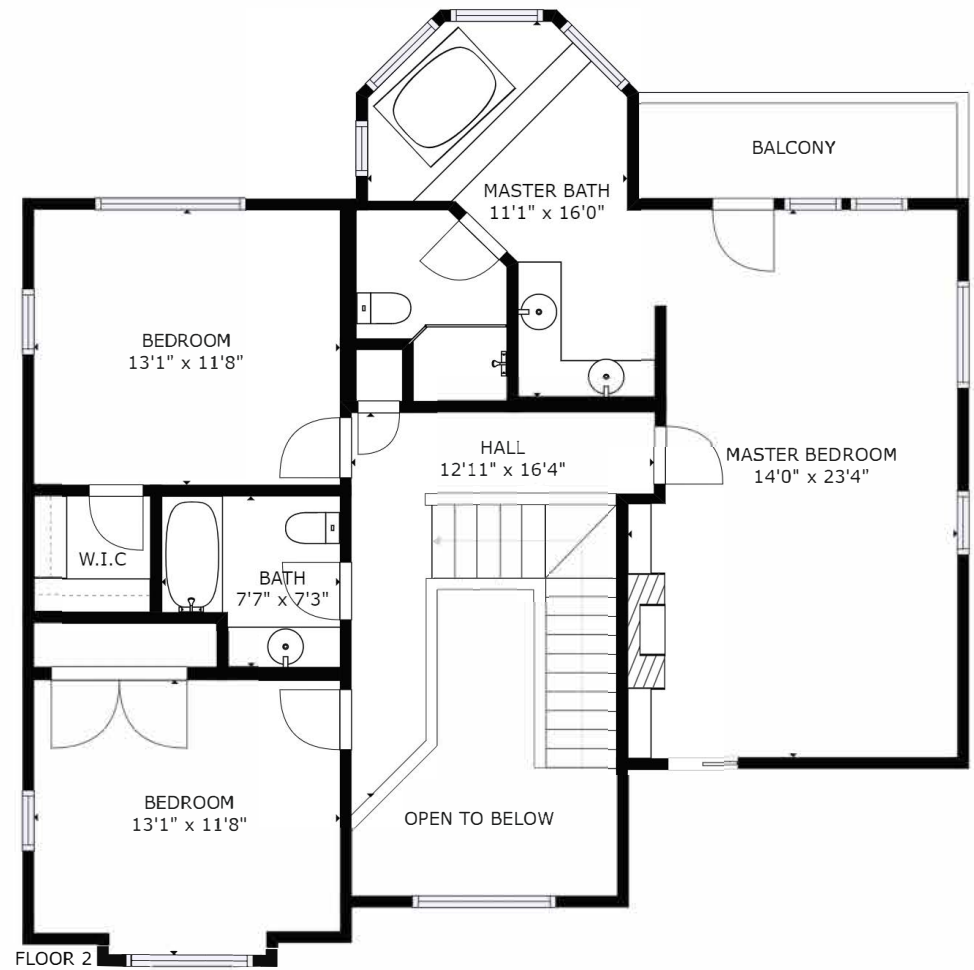 BALCONY
MASTER BATH
11'1" x 16'0"
BEDROOM
13'1" x 11'8"
HALL
12'11" x 16'4"
MASTER BEDROOM
14'0" x 23'4"
W.I.C
BATH
7'7" x 7'3"
BEDROOM
13'1" x 11'8"
OPEN TO BELOW
FLOOR 2